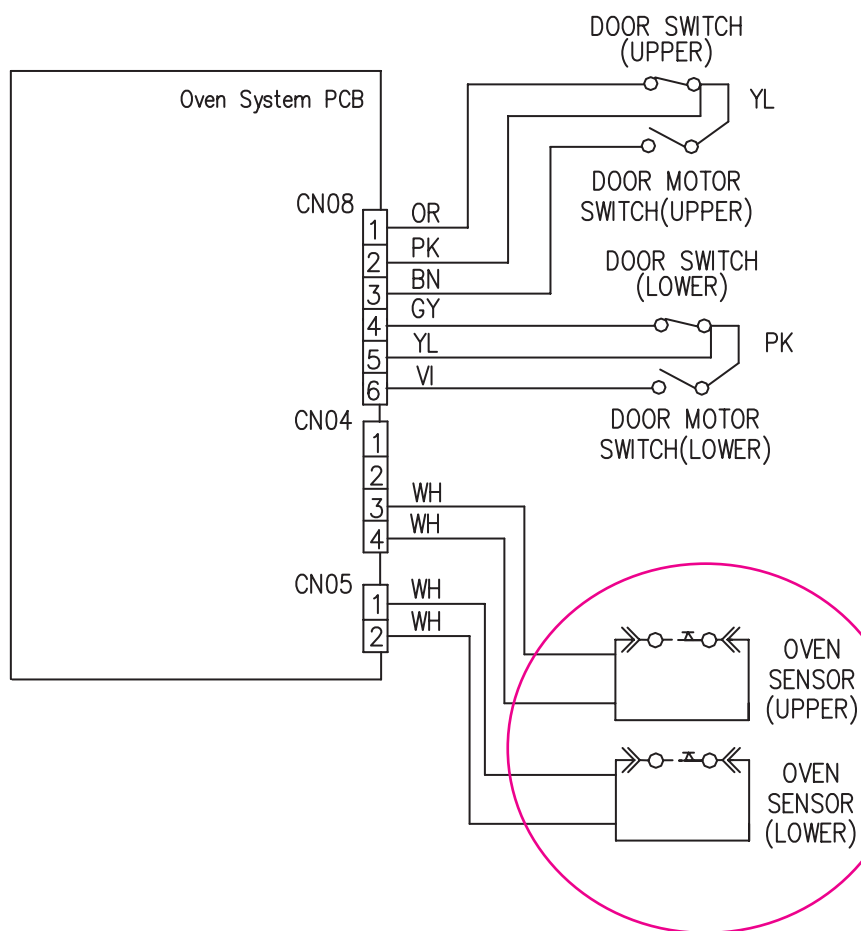 DOOR SWITCH
(UPPER)
Oven System PCB
YL
DOOR MOTOR
SWITCH(UPPER)
CN08
1
OR
2
PK
3
BN
DOOR SWITCH
(LOWER)
4
GY
5
YL
PK
6
VI
DOOR MOTOR
SWITCH(LOWER)
CN04
1
2
3
WH
4
WH
CN05
1
WH
2
WH
OVEN
SENSOR
(UPPER)
OVEN
SENSOR
(LOWER)